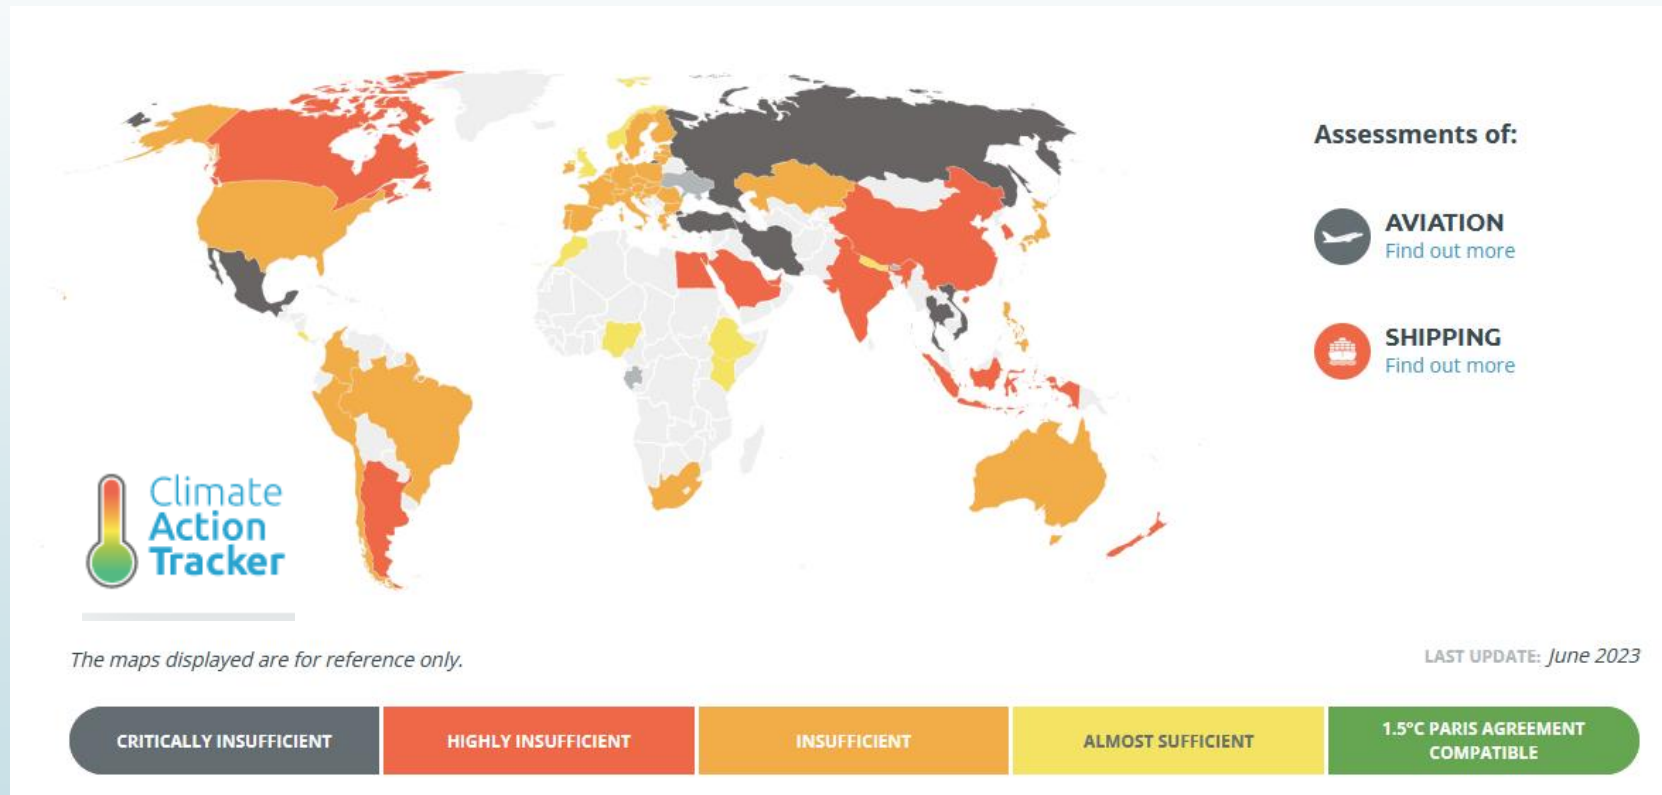 Assessments of:
AVIATION
Find out more
SHIPPING
Find out more
Climate
Action
Tracker
The maps displayed are for reference only.
LAST UPDATE: June 2023
CRITICALLY INSUFFICIENT
HIGHLY INSUFFICIENT
INSUFFICIENT
ALMOST SUFFICIENT
1.5°C PARIS AGREEMENT
COMPATIBLE